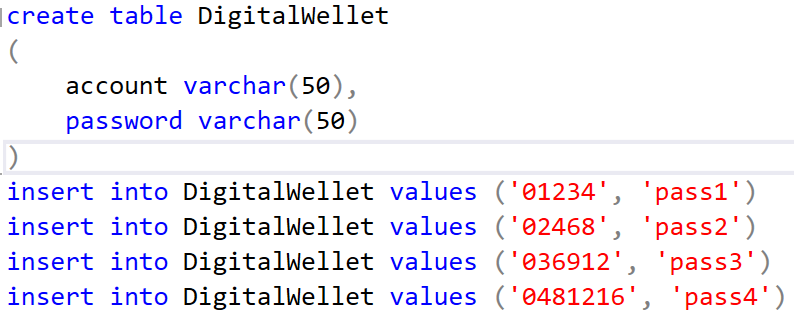 create table DigitalWellet
(
    account varchar(50),
    password varchar(50)
)
insert into DigitalWellet values ('01234', 'pass1')
insert into DigitalWellet values ('02468', 'pass2')
insert into DigitalWellet values ('036912', 'pass3')
insert into DigitalWellet values ('0481216', 'pass4')